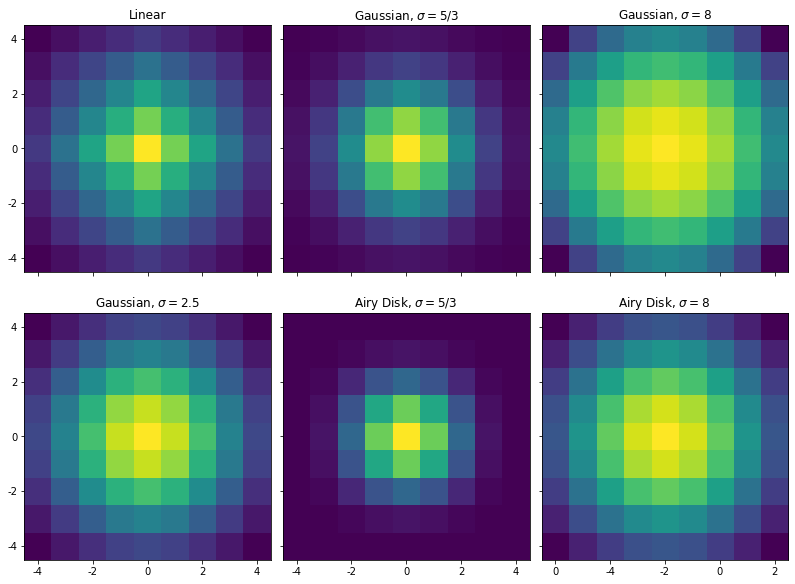 Linear
Gaussian, σ = 5/3
Gaussian, σ = 8
4
2
0
-2
-4
Gaussian, σ = 2.5
Airy Disk, σ = 5/3
Airy Disk, σ = 8
4
2
0
-2
-4
-4 -2 0 2 4
-4 -2 0 2 4
0 -4 -2 0 2